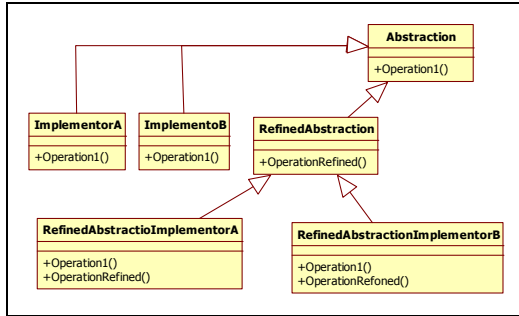 Abstraction
+Operation1()
ImplementorA
+Operation1()
ImplementoB
+Operation1()
RefinedAbstraction
+OperationRefined()
RefinedAbstractioImplementorA
+Operation1()
+OperationRefined()
RefinedAbstractionImplementorB
+Operation1()
+OperationRefoned()